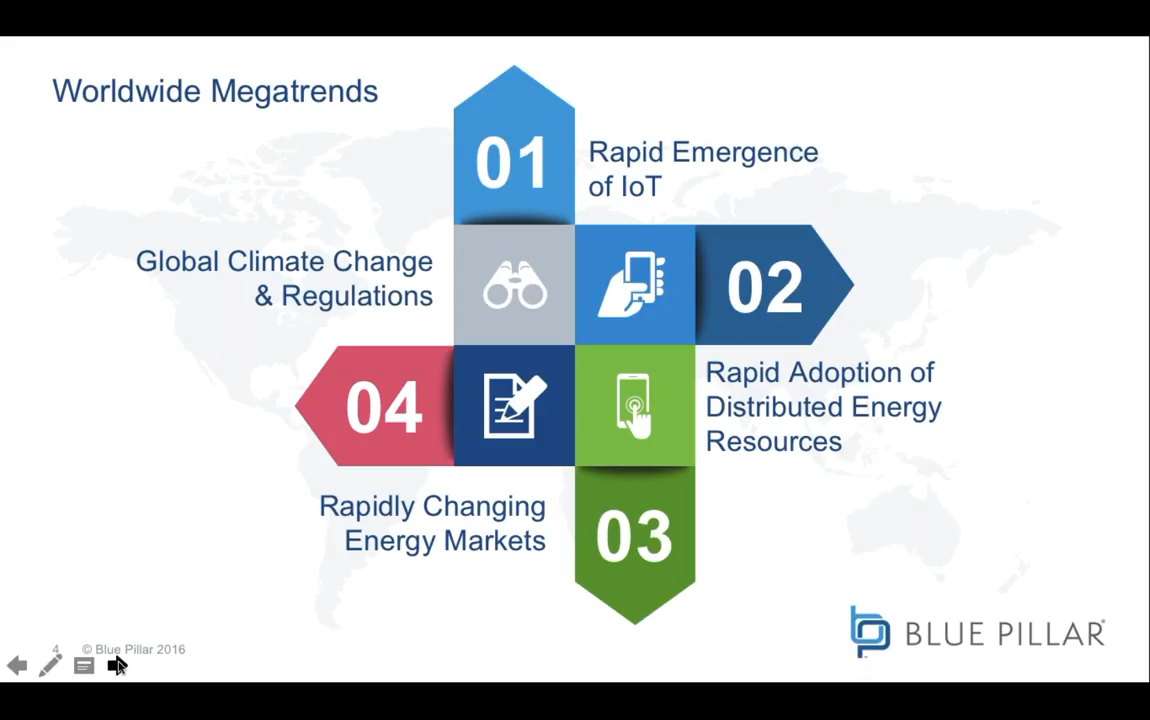 Worldwide Megatrends
01
Rapid Emergence
of IoT
Global Climate Change
& Regulations
02
04
Rapid Adoption of
Distributed Energy
Resources
Rapidly Changing
Energy Markets
03
4 © Blue Pillar 2016
BLUE PILLAR®